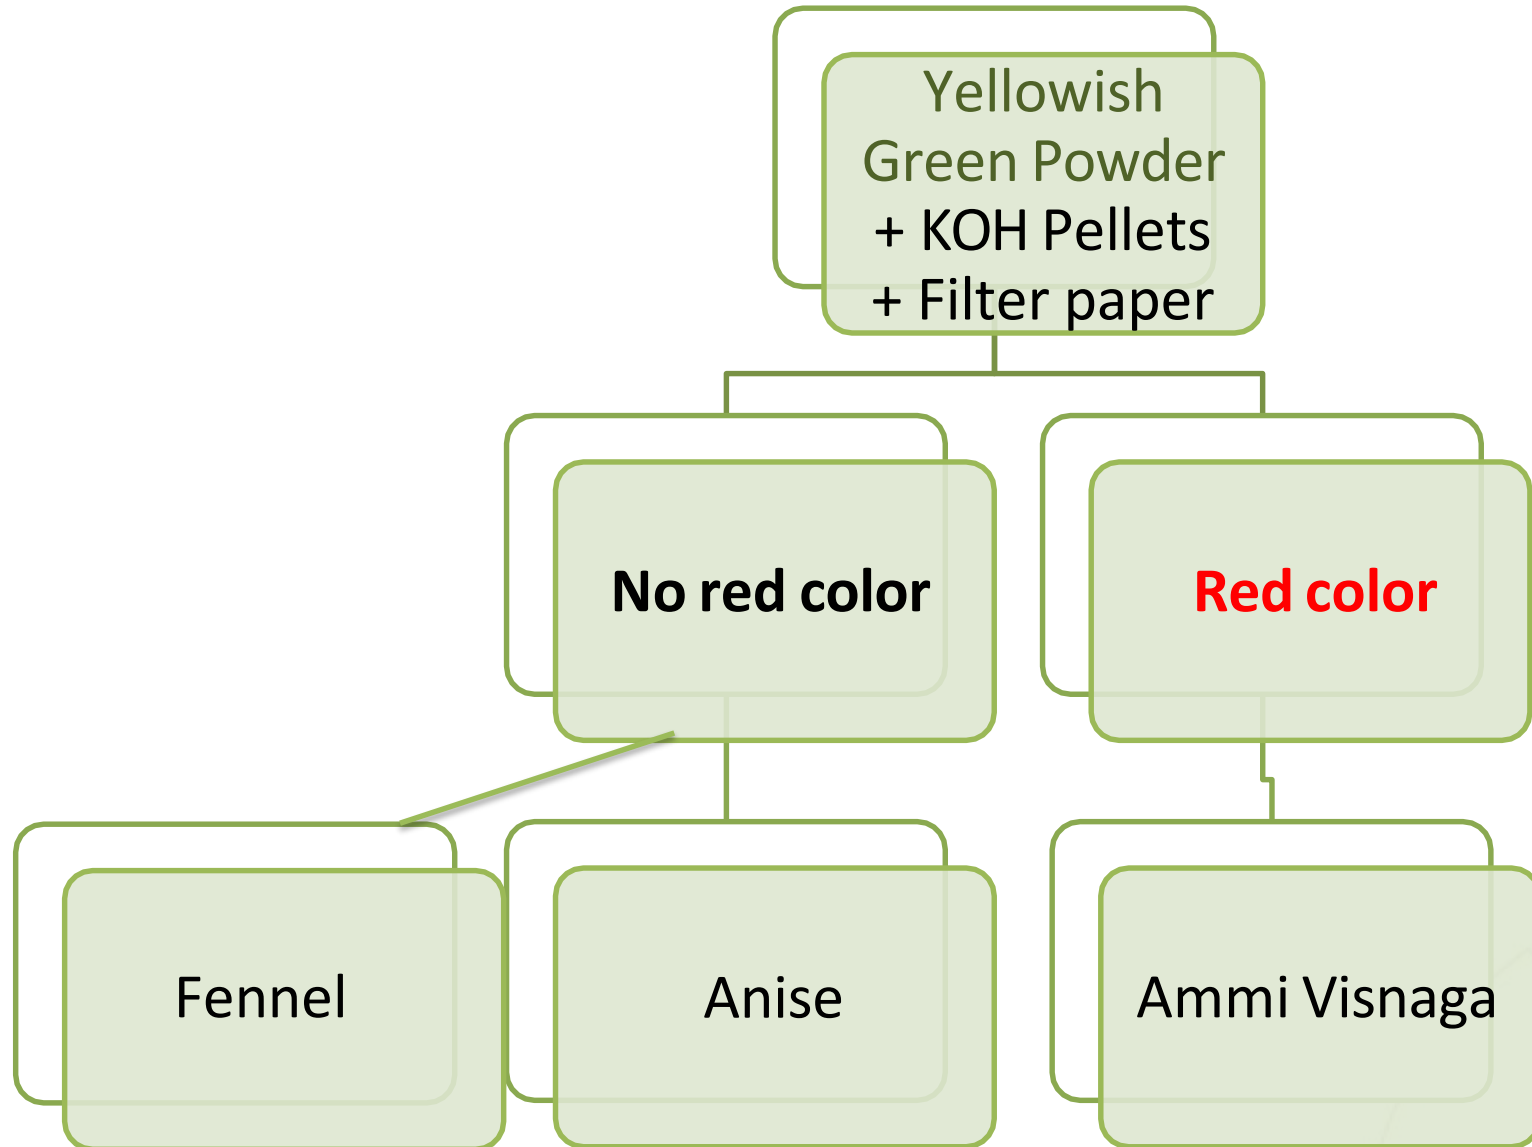 Yellowish
Green Powder
+ KOH Pellets
+ Filter paper
No red color
Red color
Fennel
Anise
Ammi Visnaga